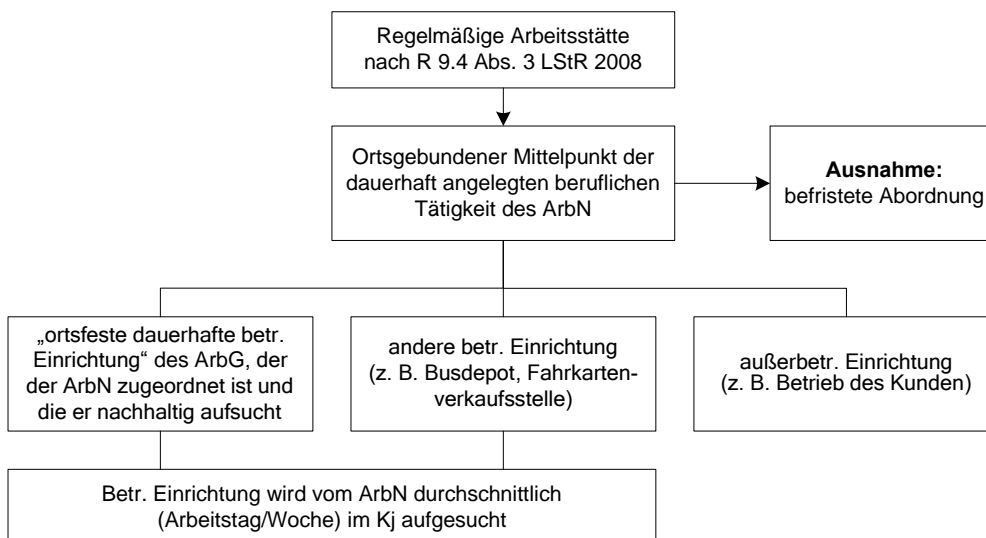 Regelmäßige Arbeitsstätte
nach R 9.4 Abs. 3 LStR 2008
Ortsgebundener Mittelpunkt der
dauerhaft angelegten beruflichen
Tätigkeit des ArbN
Ausnahme:
befristete Abordnung
„ortsfeste dauerhafte betr.
Einrichtung“ des ArbG, der
der ArbN zugeordnet ist und
die er nachhaltig aufsucht
andere betr. Einrichtung
(z. B. Busdepot, Fahrkarten-
verkaufsstelle)
außerbetr. Einrichtung
(z. B. Betrieb des Kunden)
Betr. Einrichtung wird vom ArbN durchschnittlich
(Arbeitstag/Woche) im Kj aufgesucht